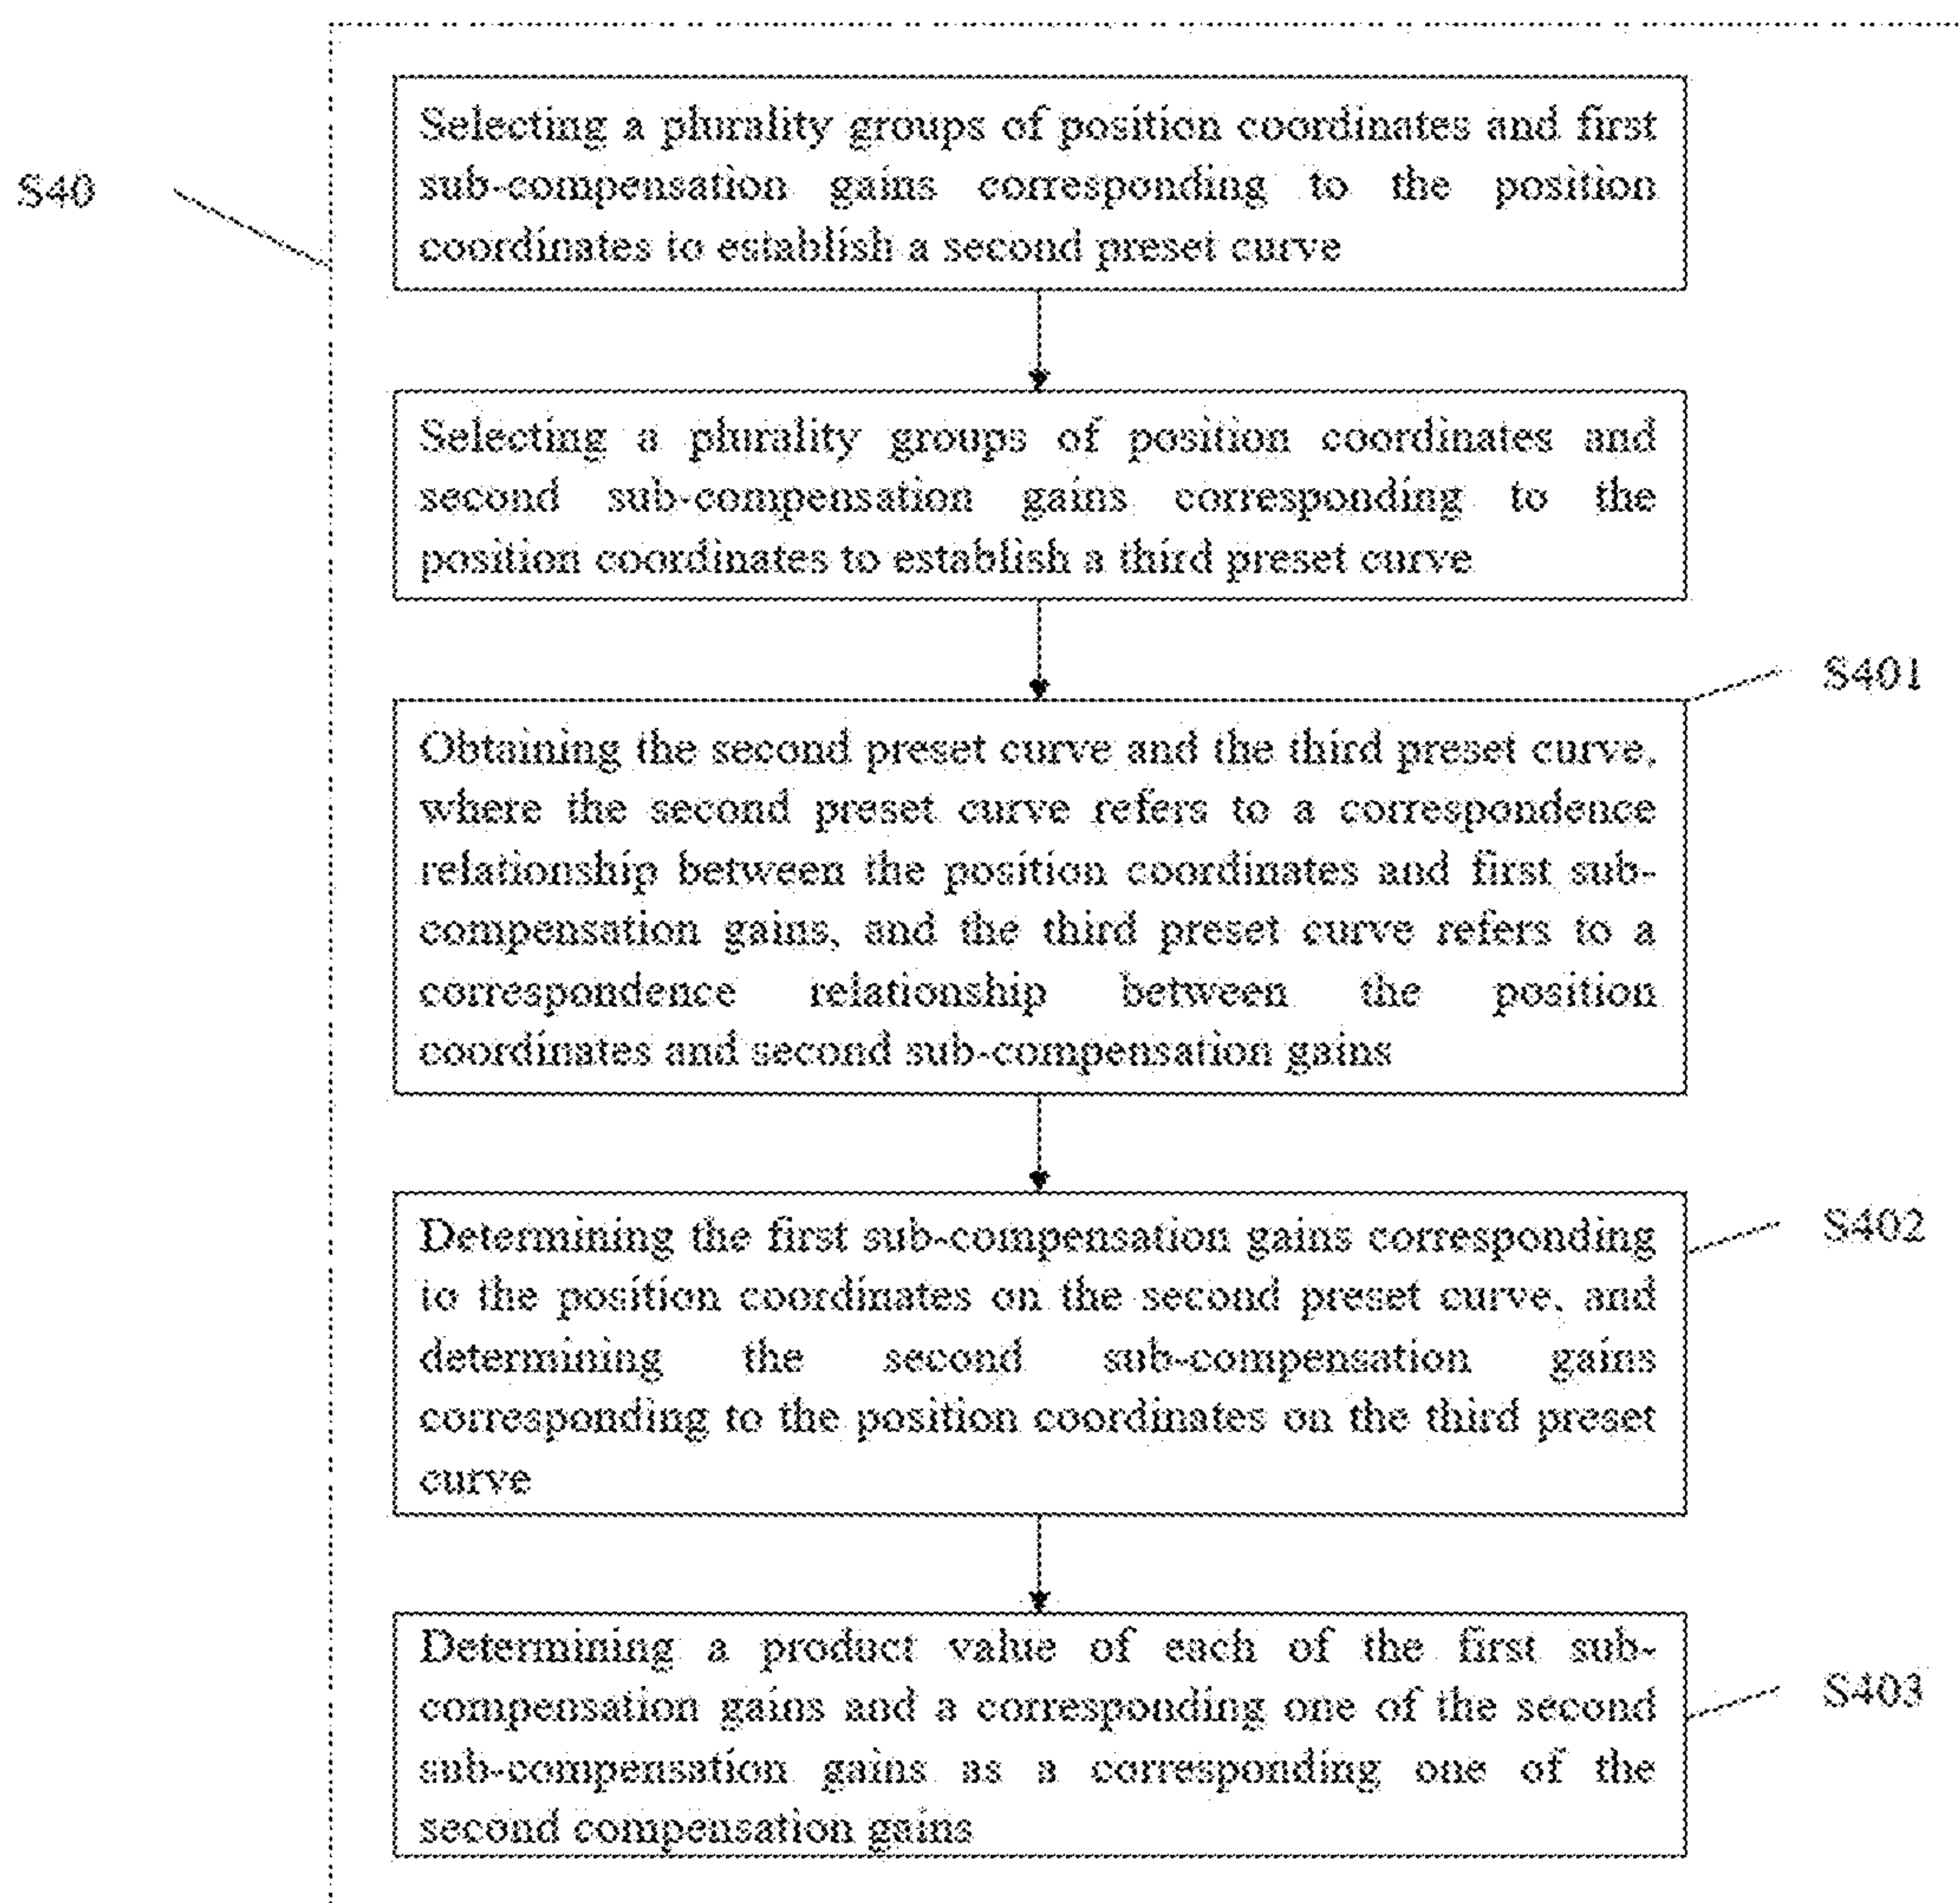 Selecting a plurality groups of position coordinates and first
sub-compensation gains corresponding to the position
coordinates to establish a second preset curve
S40
Selecting a plurality groups of position coordinates and
second sub-compensation gains corresponding to the
position coordinates to establish a third preset curve
S401
Obtaining the second preset curve and the third preset curve,
where the second preset curve refers to a correspondence
relationship between the position coordinates and first sub-
compensation gains, and the third preset curve refers to a
correspondence relationship between the position
coordinates and second sub-compensation gains
S402
Determining the first sub-compensation gains corresponding
to the position coordinates on the second preset curve, and
determining the second sub-compensation gains
corresponding to the position coordinates on the third preset
curve
S403
Determining a product value of each of the first sub-
compensation gains and a corresponding one of the second
sub-compensation gains as a corresponding one of the
second compensation gains